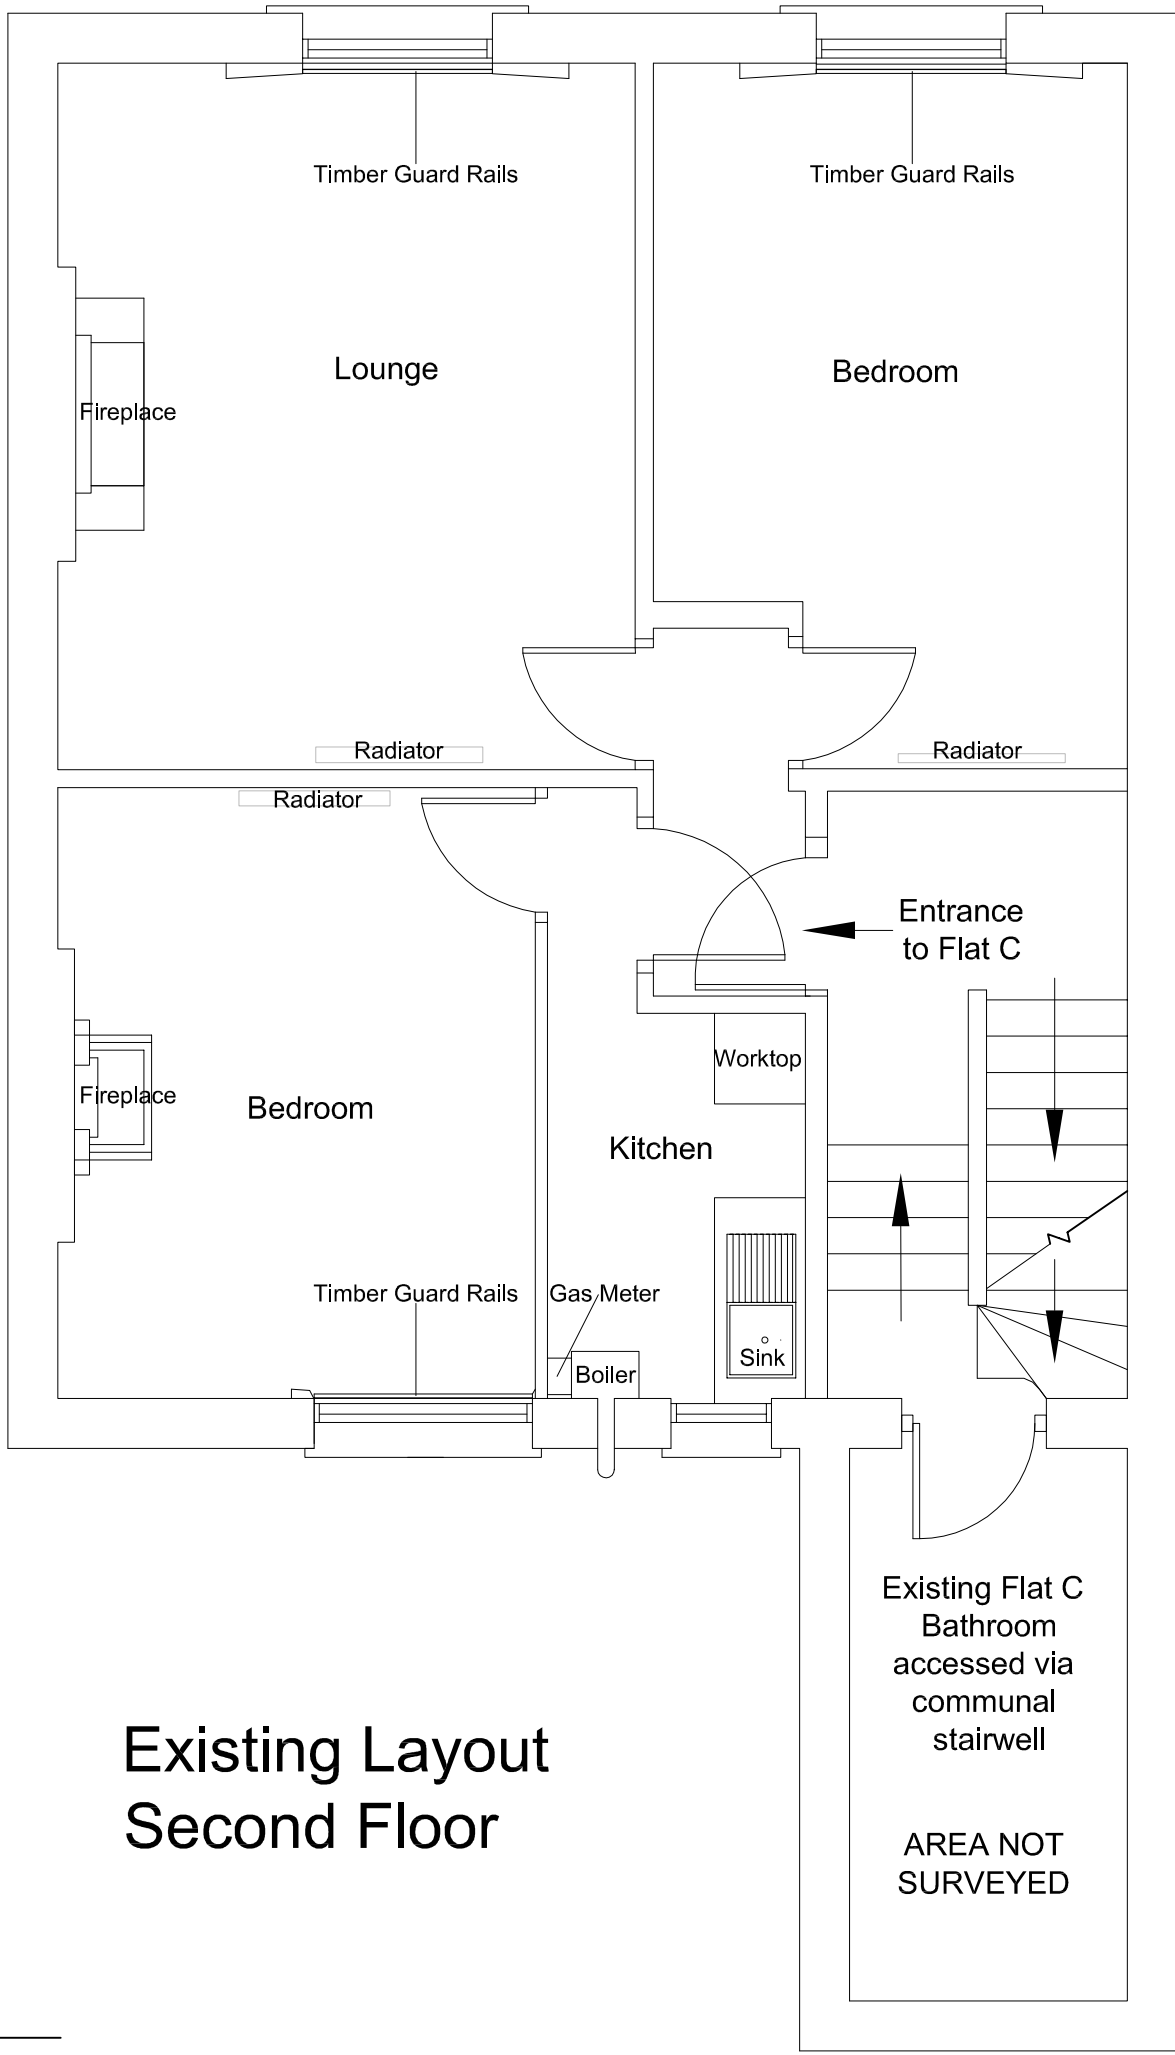 Timber Guard Rails
Timber Guard Rails
Lounge
Bedroom
Fireplace
Radiator
Radiator
Radiator
Entrance
to Flat C
Worktop
Fireplace
Bedroom
Kitchen
Timber Guard Rails
Gas Meter
Sink
Boiler
Existing Flat C
Bathroom
accessed via
communal
stairwell
AREA NOT
SURVEYED
Existing Layout
Second Floor